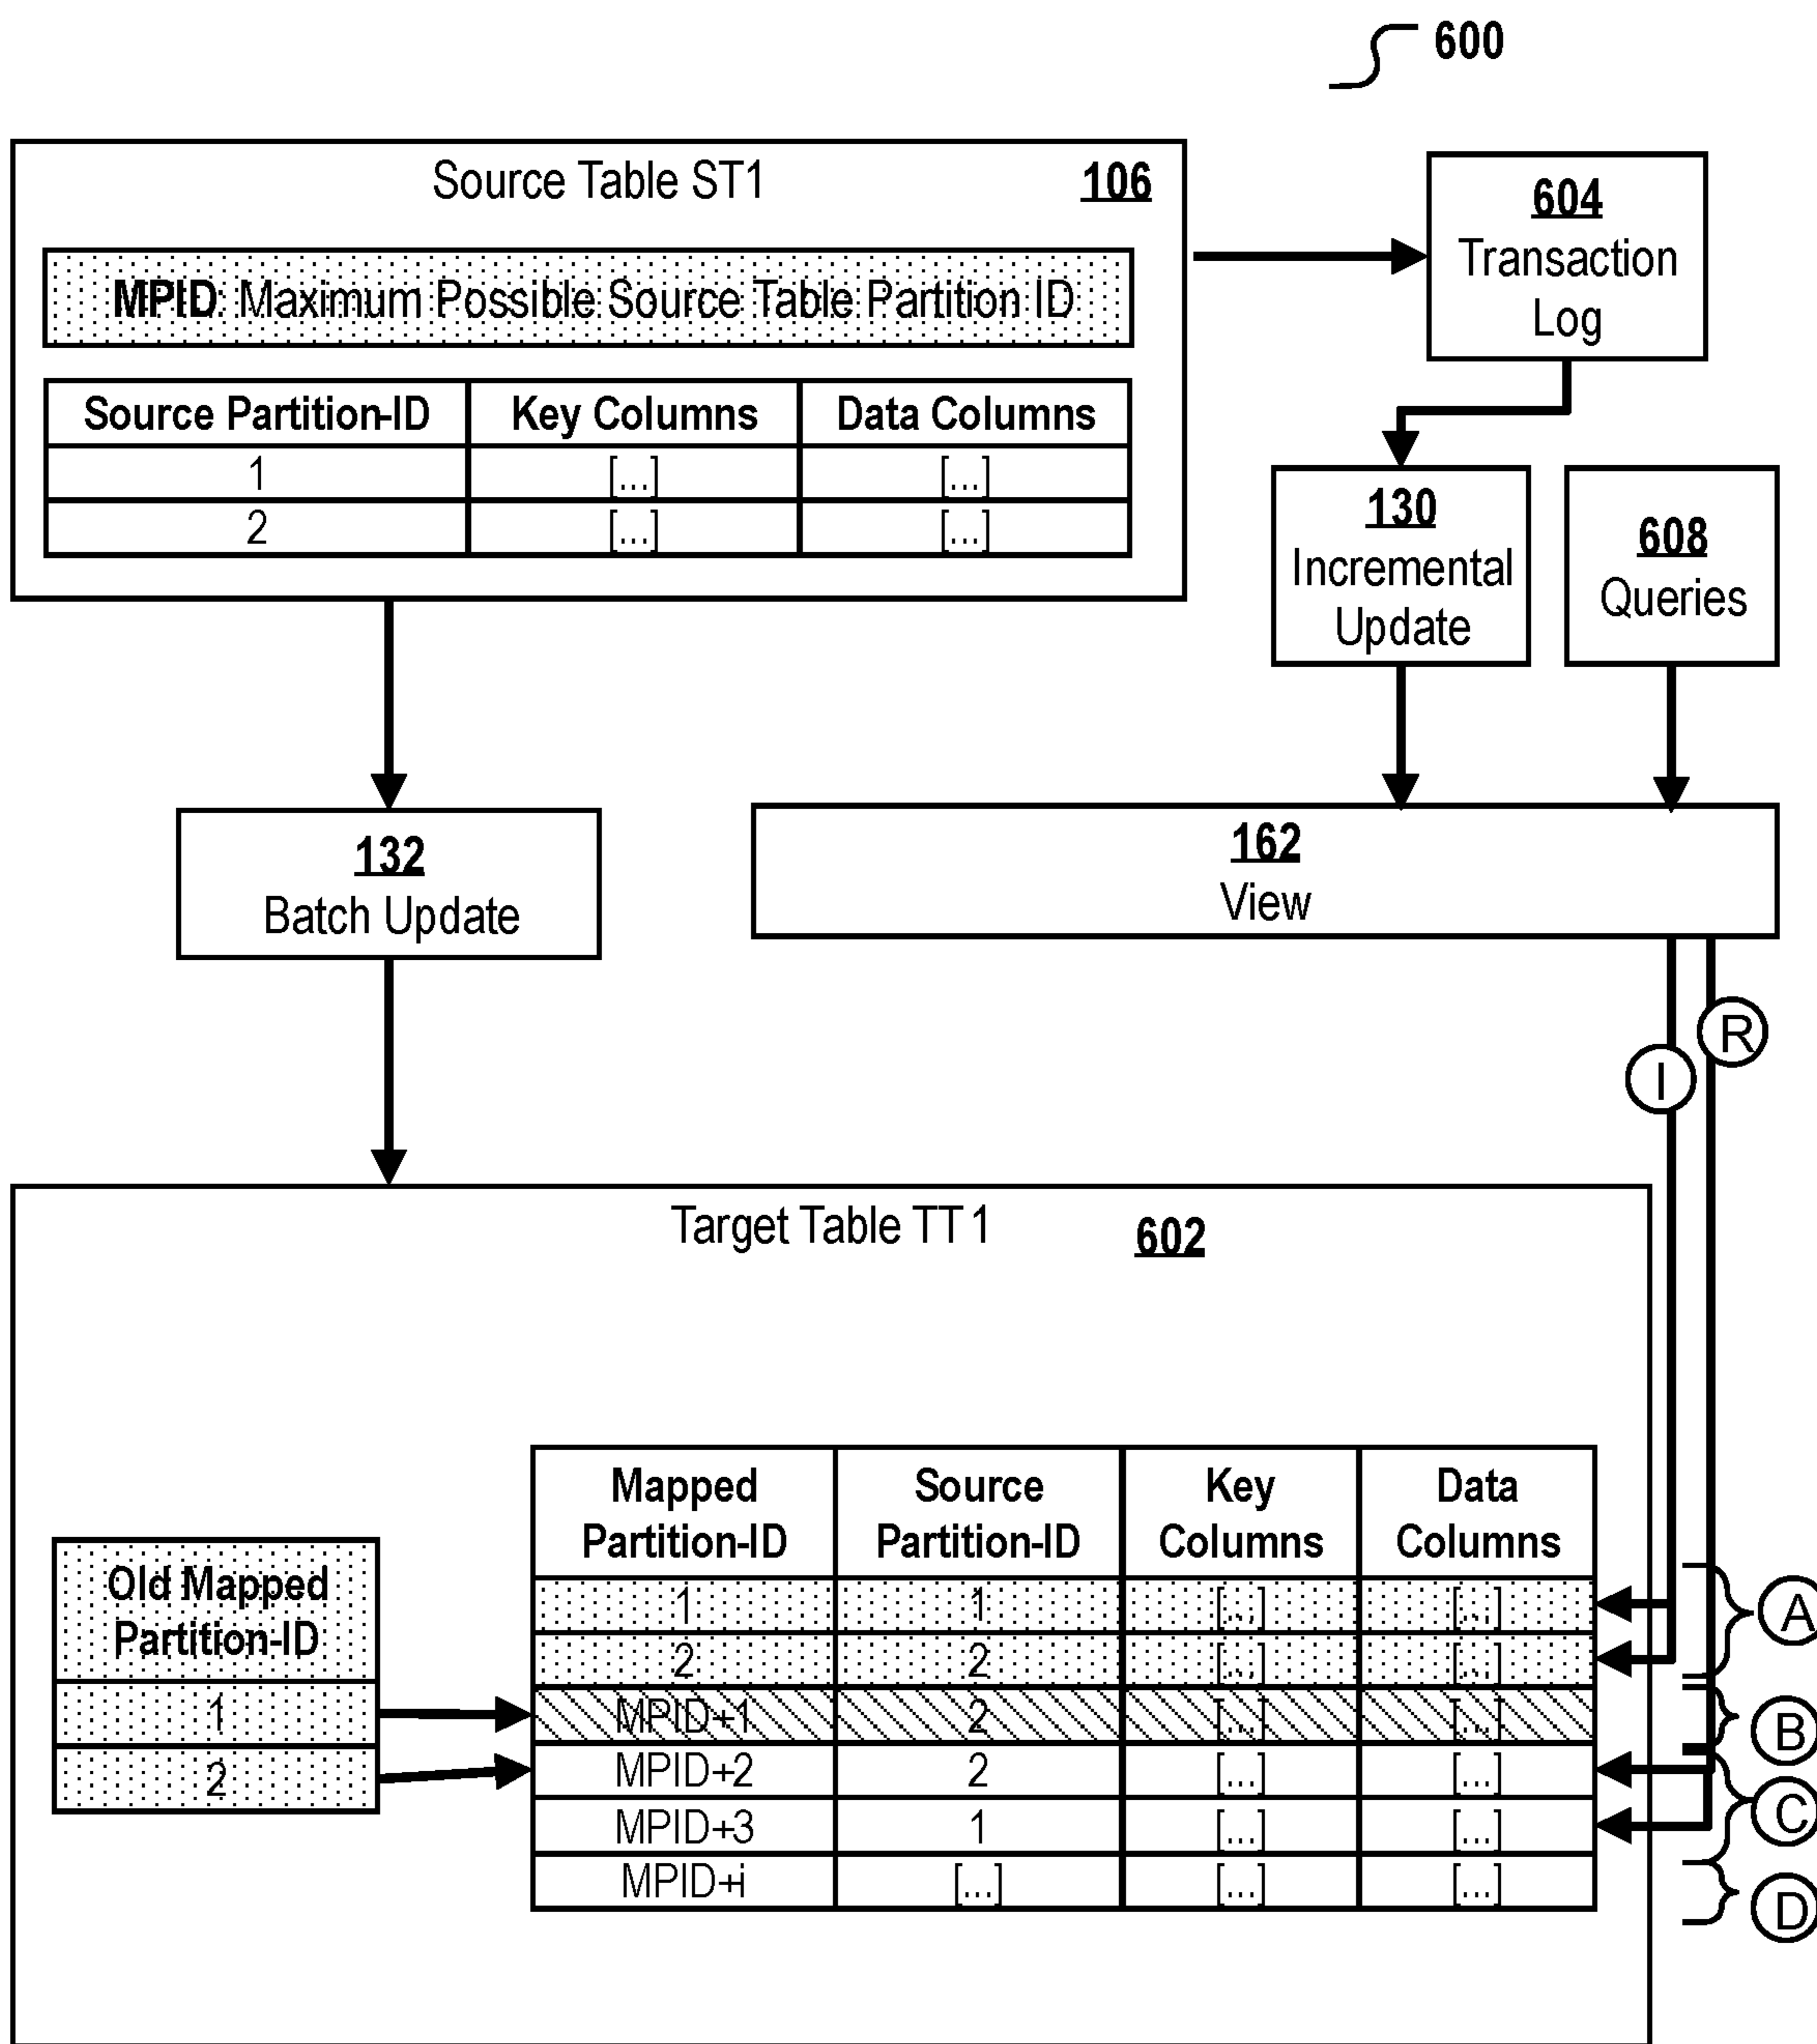 600
Source Table ST1
106
MPID: Maximum Possible Source Table Partition ID
Source Partition-ID Key Columns Data Columns
1 [...] [...]
2 [...] [...]
604
Transaction
Log
130
Incremental
Update
608
Queries
132
Batch Update
162
View
R
I
Target Table TT1
602
Old Mapped
Partition-ID
1
2
Mapped Source Key Data
Partition-ID Partition-ID Columns Columns
1 1 [...] [...]
2 2 [...] [...]
MPID+1 2 [...] [...]
MPID+2 2 [...] [...]
MPID+3 1 [...] [...]
MPID+i [...] [...] [...]
A
B
C
D